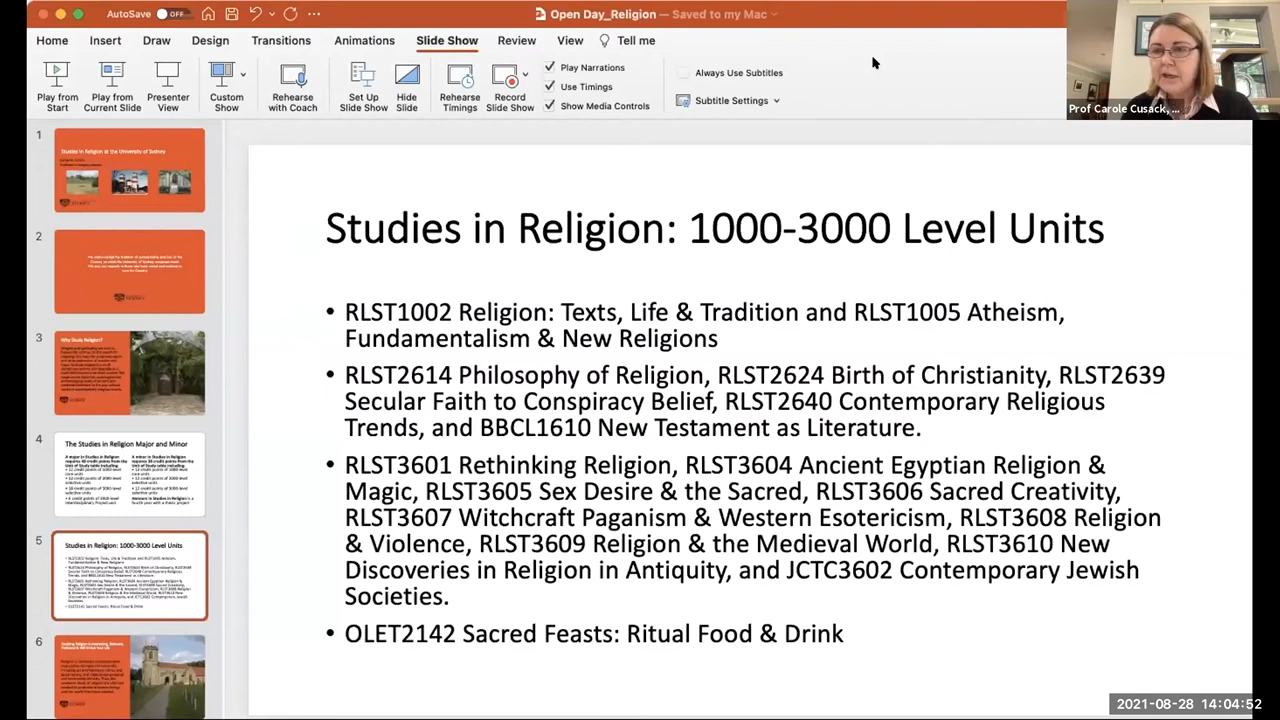 AutoSave OFF Open Day_Religion — Saved to my Mac
Home Insert Draw Design Transitions Animations Slide Show Review View Tell me
Play from Start
Play from Current Slide
Presenter View
Custom Show
Rehearse with Coach
Set Up Slide Show
Hide Slide
Rehearse Timings
Record Slide Show
Play Narrations
Use Timings
Show Media Controls
Always Use Subtitles
Subtitle Settings
Prof Carole Cusack, ...
1
Studies in Religion at the University of Sydney
2
3
Why Study Religion?
4
The Studies in Religion Major and Minor
5
Studies in Religion: 1000-3000 Level Units
6
Studies in Religion: 1000-3000 Level Units
• RLST1002 Religion: Texts, Life & Tradition and RLST1005 Atheism,
Fundamentalism & New Religions
• RLST2614 Philosophy of Religion, RLST2624 Birth of Christianity, RLST2639
Secular Faith to Conspiracy Belief, RLST2640 Contemporary Religious
Trends, and BBCL1610 New Testament as Literature.
• RLST3601 Rethinking Religion, RLST3604 Ancient Egyptian Religion &
Magic, RLST3605 Sex Desire & the Sacred, RLST3606 Sacred Creativity,
RLST3607 Witchcraft Paganism & Western Esotericism, RLST3608 Religion
& Violence, RLST3609 Religion & the Medieval World, RLST3610 New
Discoveries in Religion in Antiquity, and JCTC3602 Contemporary Jewish
Societies.
• OLET2142 Sacred Feasts: Ritual Food & Drink
2021-08-28 14:04:52